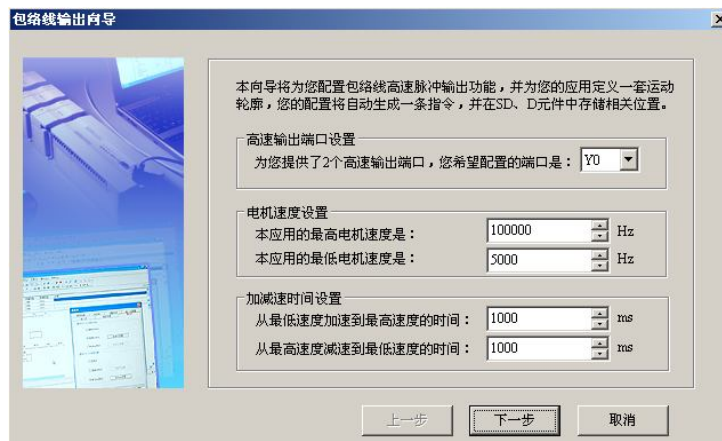 包络线输出向导
本向导将为您配置包络线高速脉冲输出功能，并为您的应用定义一套运动
轮廓，您的配置将自动生成一条指令，并在SD、D元件中存储相关位置。
高速输出端口设置
为您提供了2个高速输出端口，您希望配置的端口是： Y0
电机速度设置
本应用的最高电机速度是： 100000 Hz
本应用的最低电机速度是： 5000 Hz
加减速时间设置
从最低速度加速到最高速度的时间： 1000 ms
从最高速度减速到最低速度的时间： 1000 ms
上一步 下一步 取消